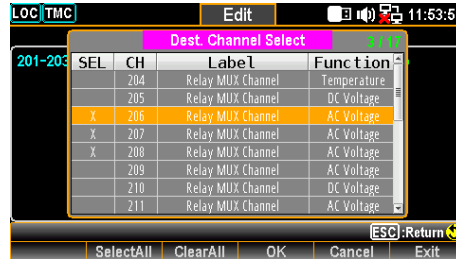 LOC TMC Edit 11:53:5
Dest. Channel Select 3/17
201-203
SEL CH Label Function
204 Relay MUX Channel Temperature
205 Relay MUX Channel DC Voltage
X 206 Relay MUX Channel AC Voltage
X 207 Relay MUX Channel AC Voltage
X 208 Relay MUX Channel AC Voltage
209 Relay MUX Channel AC Voltage
210 Relay MUX Channel DC Voltage
211 Relay MUX Channel AC Voltage
ESC :Return
SelectAll ClearAll OK Cancel Exit